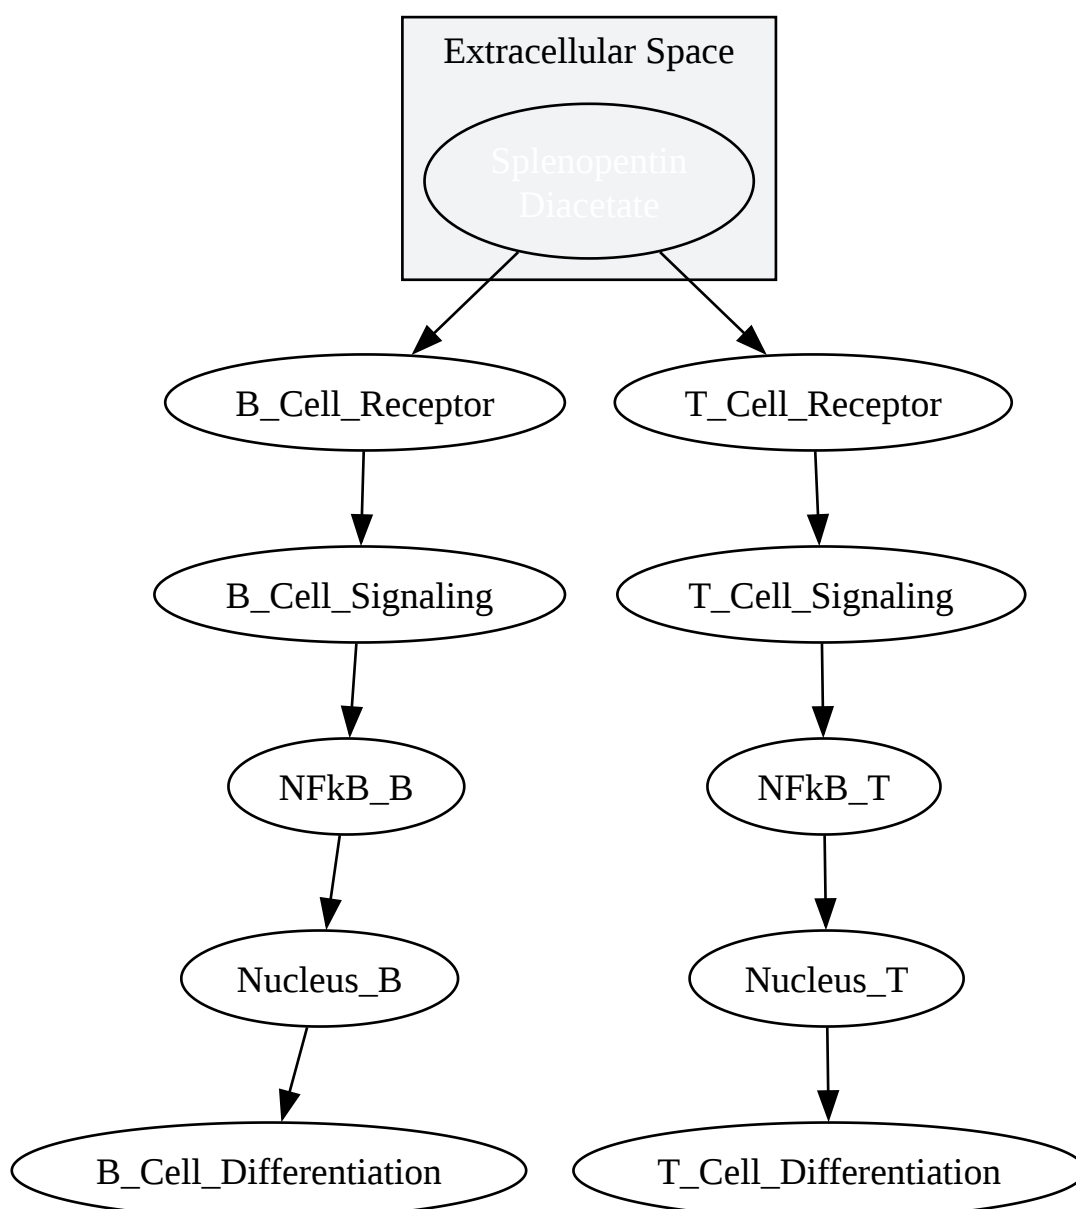 Extracellular Space
Splenopentin
Diacetate
B_Cell_Receptor
T_Cell_Receptor
B_Cell_Signaling
T_Cell_Signaling
NFkB_B
NFkB_T
Nucleus_B
Nucleus_T
B_Cell_Differentiation
T_Cell_Differentiation